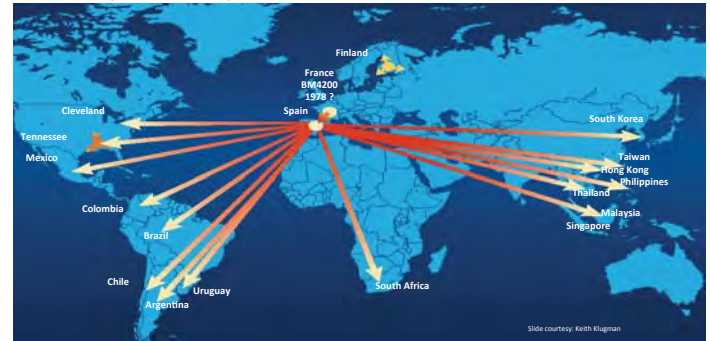 Finland
France
BM4200
1978 ?
Spain
Cleveland
Tennessee
Mexico
Colombia
Brazil
Chile
Argentina
Uruguay
South Africa
South Korea
Taiwan
Hong Kong
Philippines
Thailand
Malaysia
Singapore
Slide courtesy: Keith Klugman